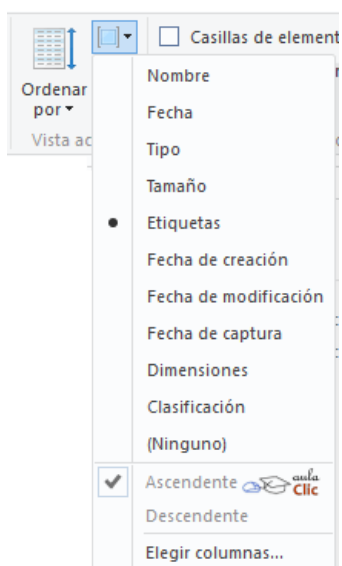 Casillas de element
Ordenar
por
Vista ac
Nombre
Fecha
Tipo
Tamaño
Etiquetas
Fecha de creación
Fecha de modificación
Fecha de captura
Dimensiones
Clasificación
(Ninguno)
Ascendente aula
Clic
Descendente
Elegir columnas...